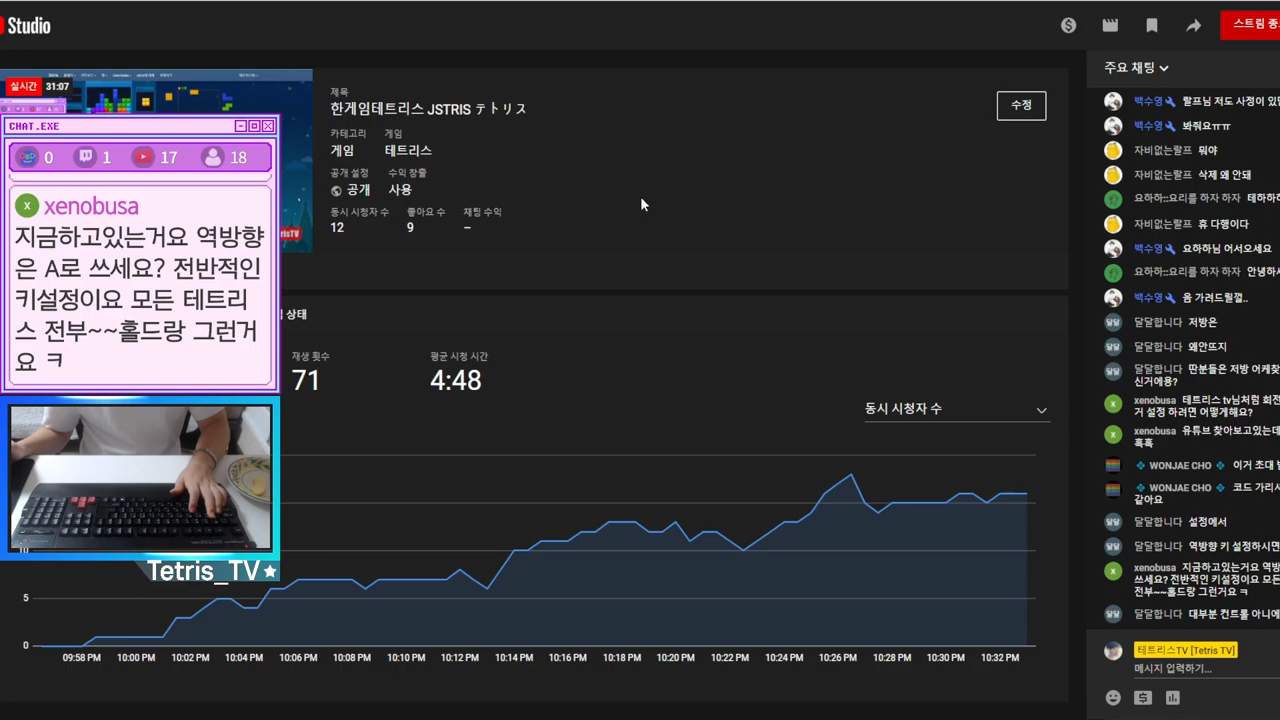 Studio
스트림 종
실시간 31:07
제목
한게임테트리스 JSTRIS テトリス
수정
카테고리 게임
게임 테트리스
공개 설정 수익 창출
공개 사용
동시 시청자 수 좋아요 수 채팅 수익
12 9 –
CHAT.EXE
0 1 17 18
X xenobusa
지금하고있는거요 역방향
은 A로 쓰세요? 전반적인
키설정이요 모든 테트리
스 전부~~홀드랑 그런거
요 ㅋ
상태
재생 횟수 평균 시청 시간
71 4:48
동시 시청자 수
10
5
0
09:58 PM 10:00 PM 10:02 PM 10:04 PM 10:06 PM 10:08 PM 10:10 PM 10:12 PM 10:14 PM 10:16 PM 10:18 PM 10:20 PM 10:22 PM 10:24 PM 10:26 PM 10:28 PM 10:30 PM 10:32 PM
Tetris_TV
주요 채팅
백수영 랄프님 저도 사정이 있
백수영 봐줘요ㅠㅠ
자비없는랄프 뭐야
자비없는랄프 삭제 왜 안돼
요하하::요리를 하자 하자 테하하
자비없는랄프 휴 다행이다
백수영 요하하님 어서오세요
요하하::요리를 하자 하자 안녕하
백수영 음 가려드릴껄..
달달합니다 저방은
달달합니다 왜안뜨지
달달합니다 딴분들은 저방 어케찾
신거에용?
xenobusa 테트리스 tv님처럼 회전
거 설정 하려면 어떻게해요?
xenobusa 유튜브 찾아보고있는데
흑흑
WONJAE CHO 이거 초대
WONJAE CHO 코드 가리시
같아요
달달합니다 설정에서
달달합니다 역방향 키 설정하시면
xenobusa 지금하고있는거요 역방
쓰세요? 전반적인 키설정이요 모든
전부~~홀드랑 그런거요 ㅋ
달달합니다 대부분 컨트롤 아니에
테트리스TV [Tetris TV]
메시지 입력하기...